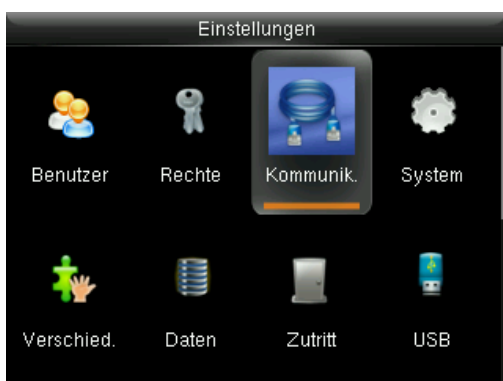 Einstellungen
Benutzer
Rechte
Kommunik.
System
Verschied.
Daten
Zutritt
USB